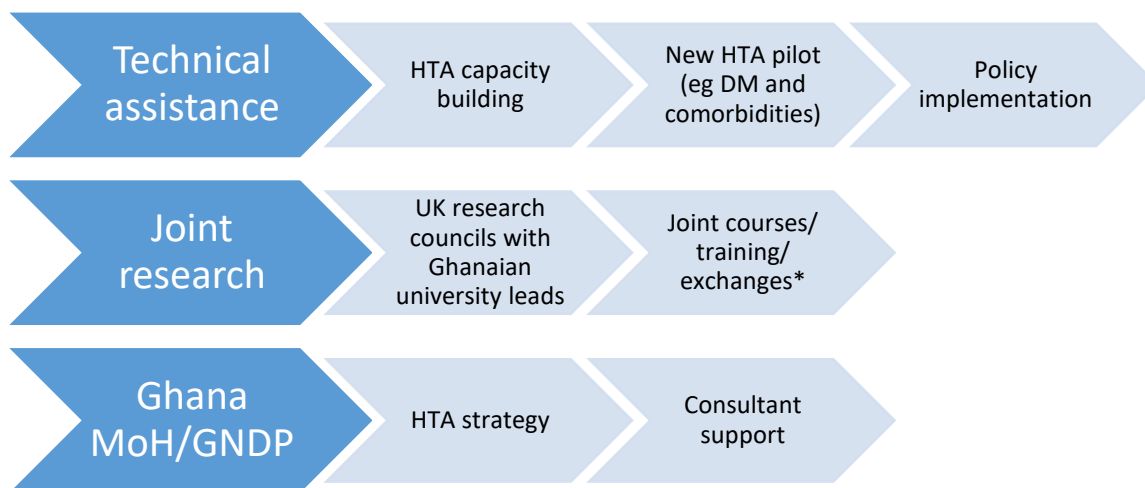 Technical
assistance
HTA capacity
building
New HTA pilot
(eg DM and
comorbidities)
Policy
implementation
Joint
research
UK research
councils with
Ghanaian
university leads
Joint courses/
training/
exchanges*
Ghana
MoH/GNDP
HTA strategy
Consultant
support